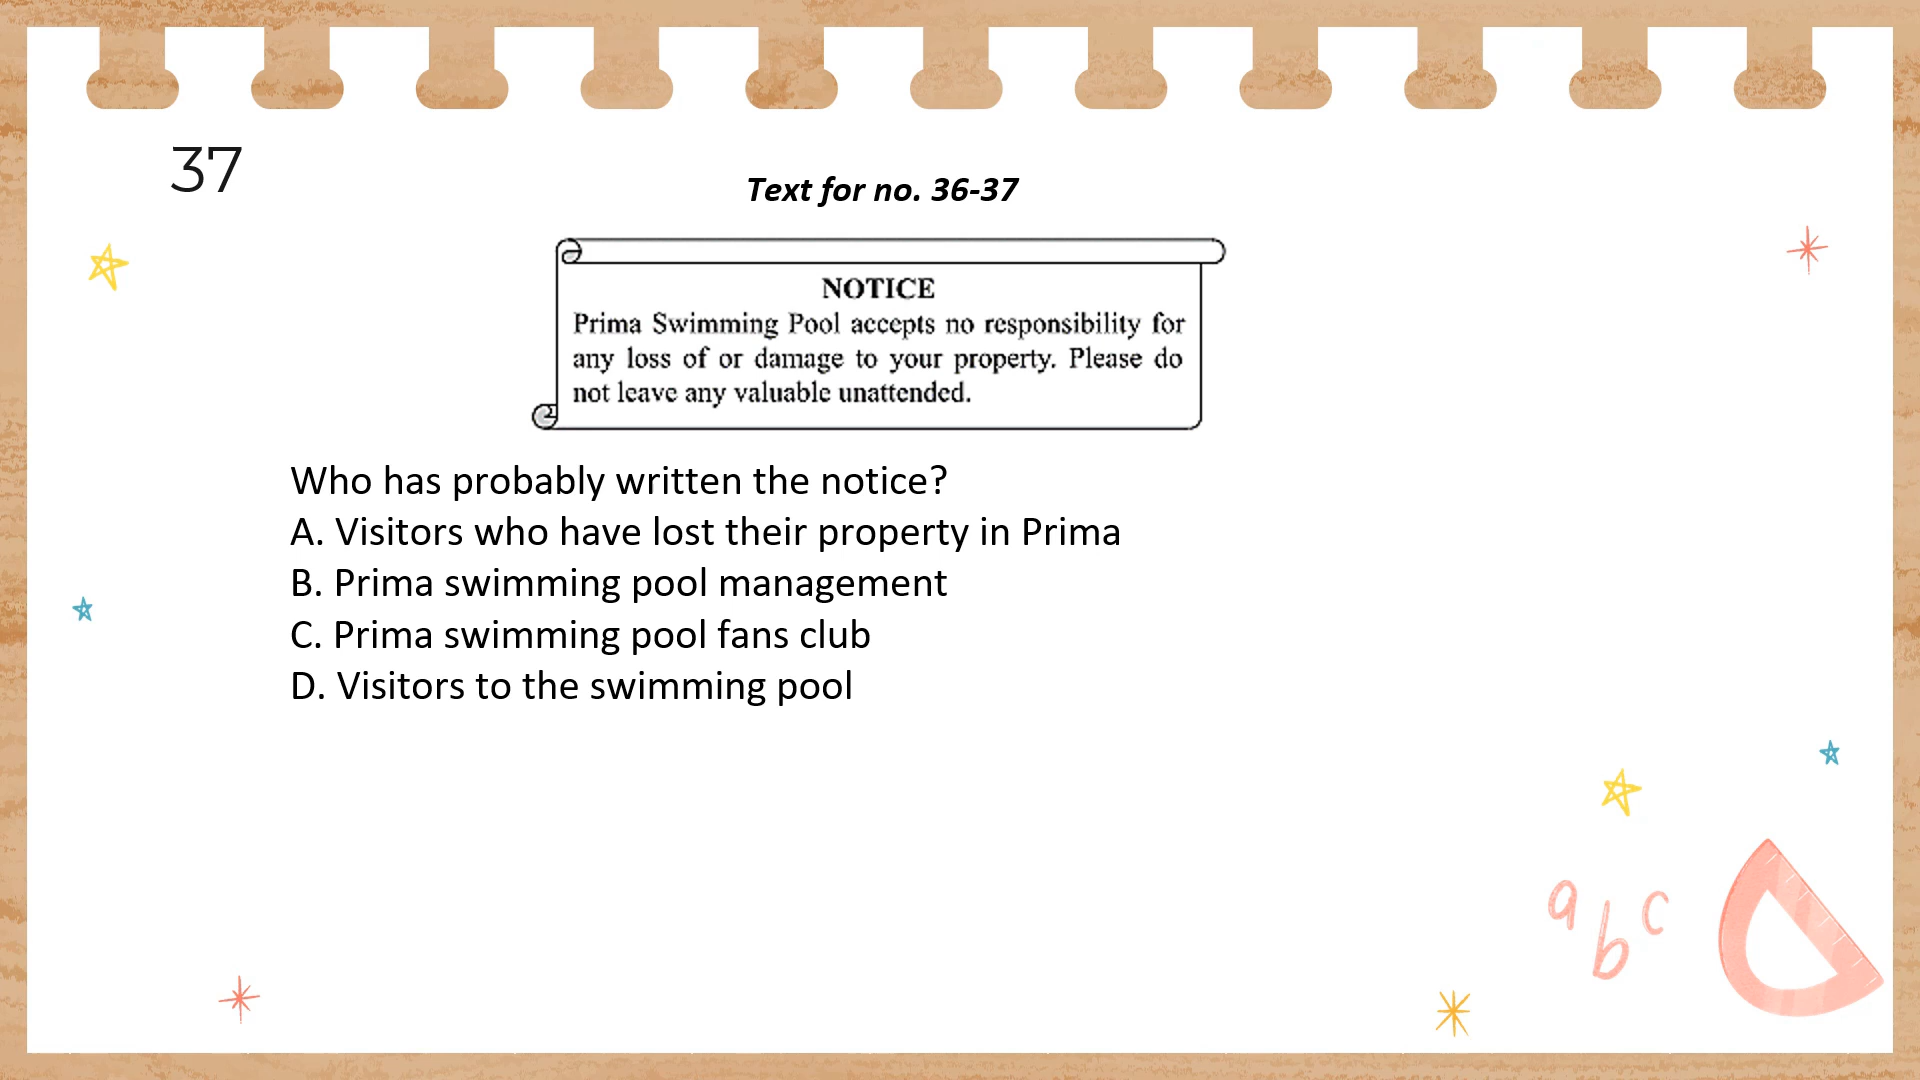 37
Text for no. 36-37
NOTICE
Prima Swimming Pool accepts no responsibility for
any loss of or damage to your property. Please do
not leave any valuable unattended.
Who has probably written the notice?
A. Visitors who have lost their property in Prima
B. Prima swimming pool management
C. Prima swimming pool fans club
D. Visitors to the swimming pool
a b c